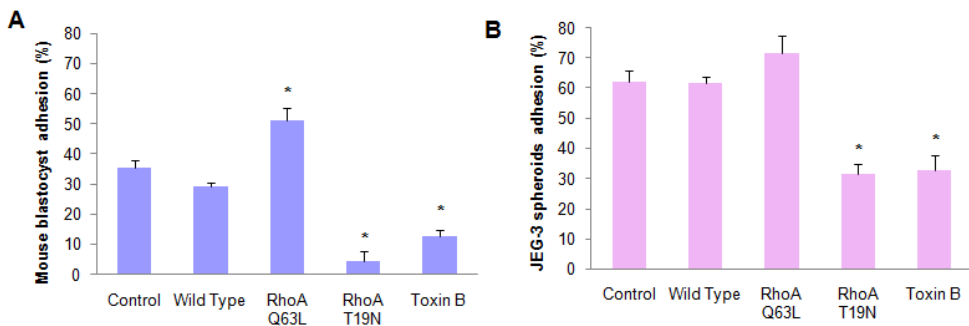 A
Mouse blastocyst adhesion (%)
80
70
60
50
40
30
20
10
0
*
*
*
Control Wild Type RhoA RhoA Toxin B
Q63L T19N
B
JEG-3 spheroids adhesion (%)
80
70
60
50
40
30
20
10
0
*
*
Control Wild Type RhoA RhoA Toxin B
Q63L T19N